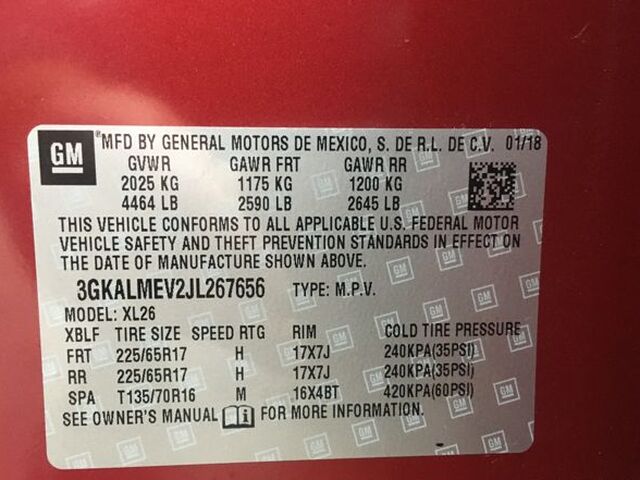 GM ® MFD BY GENERAL MOTORS DE MEXICO, S. DE R.L. DE C.V. 01/18
GVWR GAWR FRT GAWR RR
2025 KG 1175 KG 1200 KG
4464 LB 2590 LB 2645 LB
THIS VEHICLE CONFORMS TO ALL APPLICABLE U.S. FEDERAL MOTOR
VEHICLE SAFETY AND THEFT PREVENTION STANDARDS IN EFFECT ON
THE DATE OF MANUFACTURE SHOWN ABOVE.
3GKALMEV2JL267656 TYPE: M.P.V.
MODEL: XL26
XBLF TIRE SIZE SPEED RTG RIM COLD TIRE PRESSURE
FRT 225/65R17 H 17X7J 240KPA(35PSI)
RR 225/65R17 H 17X7J 240KPA(35PSI)
SPA T135/70R16 M 16X4BT 420KPA(60PSI)
SEE OWNER'S MANUAL FOR MORE INFORMATION.